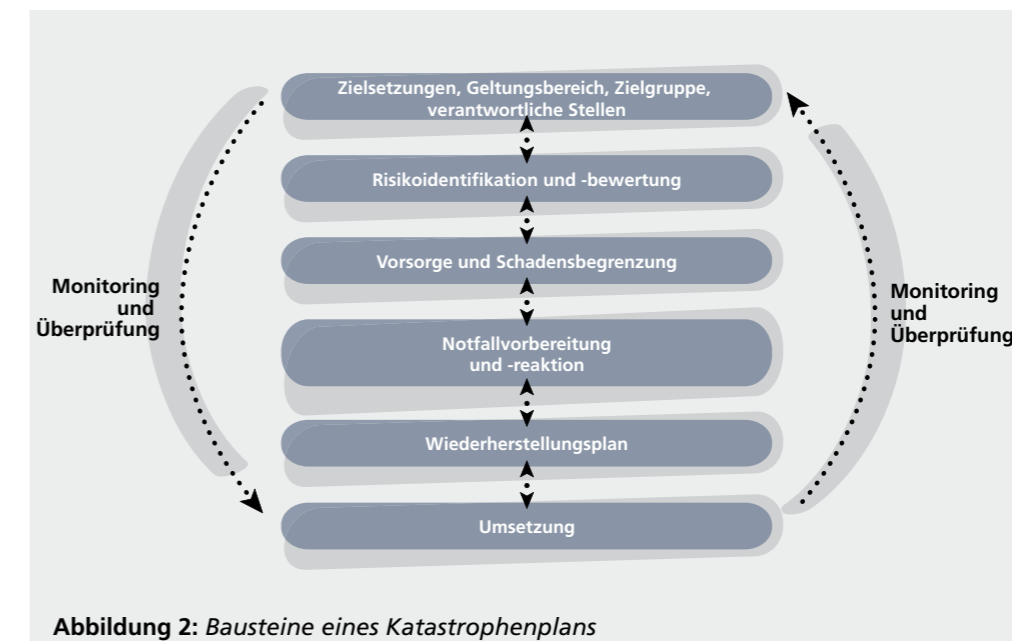 Zielsetzungen, Geltungsbereich, Zielgruppe,
verantwortliche Stellen
Risikoidentifikation und -bewertung
Vorsorge und Schadensbegrenzung
Monitoring
und
Überprüfung
Monitoring
und
Überprüfung
Notfallvorbereitung
und -reaktion
Wiederherstellungsplan
Umsetzung
Abbildung 2: Bausteine eines Katastrophenplans